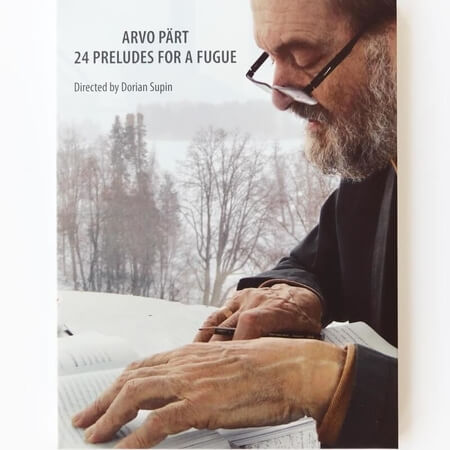 ARVO PÄRT
24 PRELUDES FOR A FUGUE
Directed by Dorian Supin